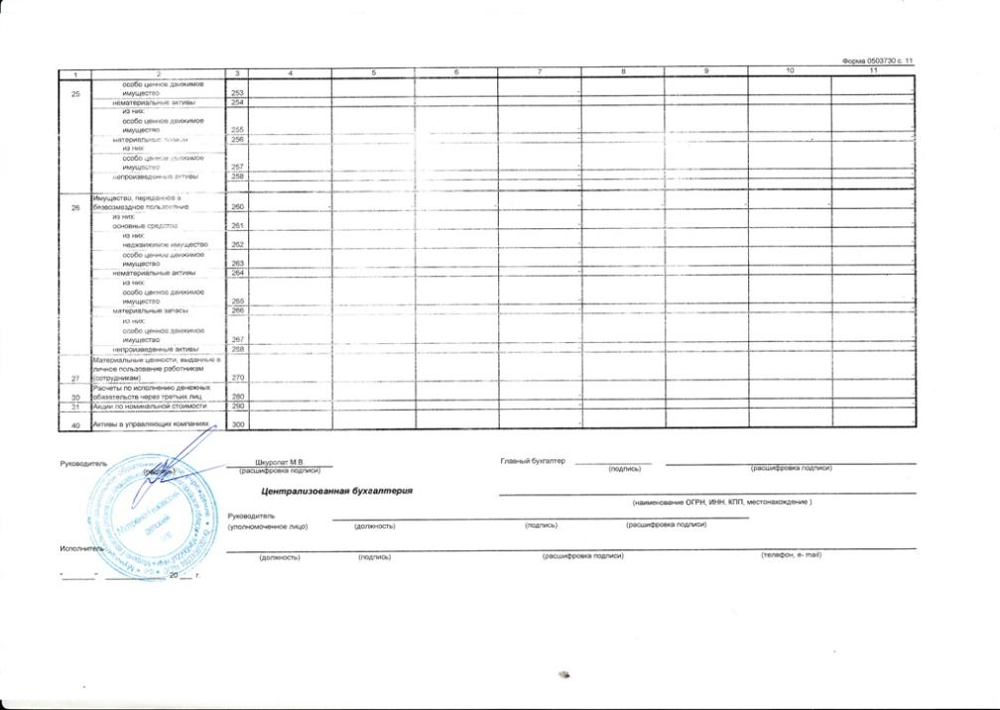 Форма 0503730 с. 11
1 2 3 4 5 6 7 8 9 10 11
особо ценное движимое
25 имущество 253
нематериальные активы 254
из них:
особо ценное движимое
имущество 255
материальные запасы 256
из них:
особо ценное движимое
имущество 257
непроизведенные активы 258
Имущество, переданное в
26 безвозмездное пользование 260
из них:
основные средства 261
из них:
недвижимое имущество 262
особо ценное движимое
имущество 263
нематериальные активы 264
из них:
особо ценное движимое
имущество 265
материальные запасы 266
из них:
особо ценное движимое
имущество 267
непроизведенные активы 268
Материальные ценности, выданные в
личное пользование работникам
27 (сотрудникам) 270
Расчеты по исполнению денежных
30 обязательств через третьих лиц 280
31 Акции по номинальной стоимости 290
40 Активы в управляющих компаниях 300
Руководитель Шкуропат М.В. Главный бухгалтер
(подпись) (расшифровка подписи) (подпись) (расшифровка подписи)
Централизованная бухгалтерия
(наименование ОГРН, ИНН, КПП, местонахождение )
Руководитель
(уполномоченное лицо) (должность) (подпись) (расшифровка подписи)
Исполнитель
(должность) (подпись) (расшифровка подписи) (телефон, e- mail)
"___" ________ 20 __ г.